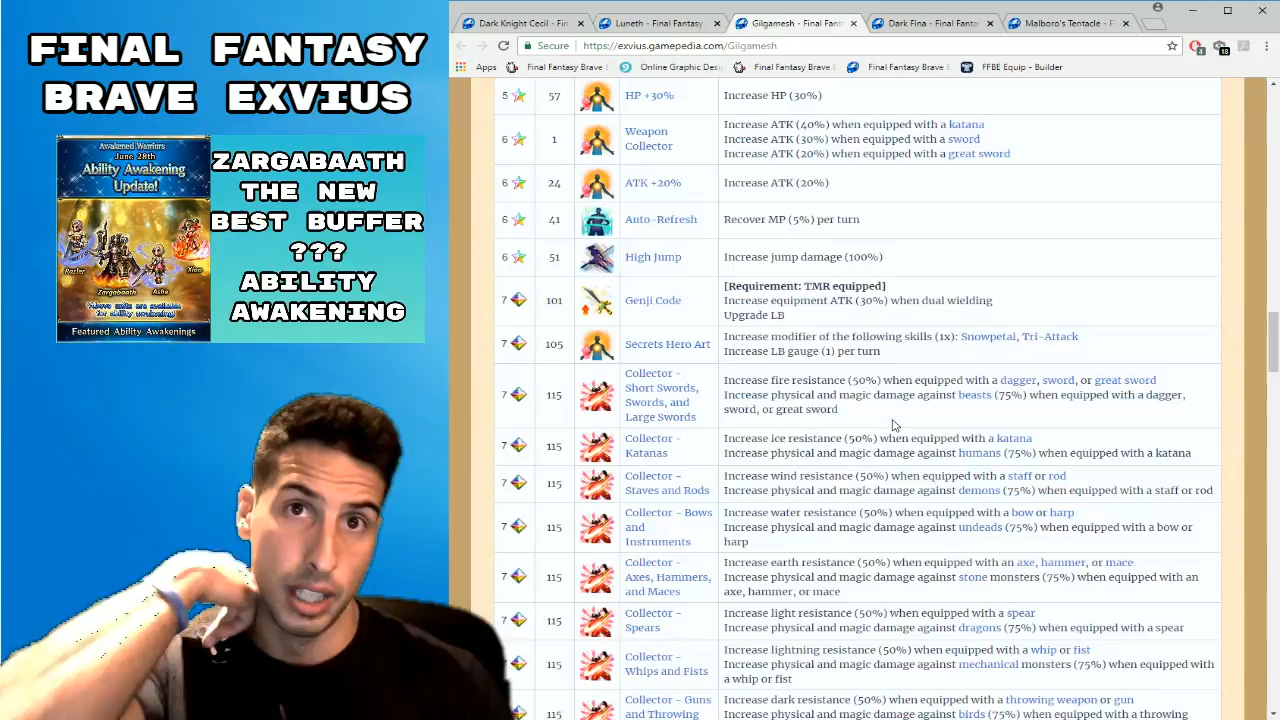 FINAL FANTASY
BRAVE EXVIUS
Awakened Warriors
June 28th
Ability Awakening
Update!
Rasler
Zargabaath
Ashe
Xiao
Above units are available
for ability awakening!
Featured Ability Awakenings
ZARGABAATH
THE NEW
BEST BUFFER
???
ABILITY
AWAKENING
Dark Knight Cecil - Fin
Luneth - Final Fantasy
Gilgamesh - Final Fant
Dark Fina - Final Fanta
Malboro's Tentacle - F
Secure
https://exvius.gamepedia.com/Gilgamesh
Apps
Final Fantasy Brave
Online Graphic Desi
Final Fantasy Brave
Final Fantasy Brave
FFBE Equip - Builder
5 57 HP +30% Increase HP (30%)
6 39 Weapon Collector Increase ATK (40%) when equipped with a katana
Increase ATK (30%) when equipped with a sword
Increase ATK (20%) when equipped with a great sword
6 24 ATK +20% Increase ATK (20%)
6 41 Auto-Refresh Recover MP (5%) per turn
6 51 High Jump Increase jump damage (100%)
7 101 Genji Code [Requirement: TMR equipped]
Increase equipment ATK (30%) when dual wielding
Upgrade LB
7 105 Secrets Hero Art Increase modifier of the following skills (1x): Snowpetal, Tri-Attack
Increase LB gauge (1) per turn
7 115 Collector - Short Swords, Swords, and Large Swords Increase fire resistance (50%) when equipped with a dagger, sword, or great sword
Increase physical and magic damage against beasts (75%) when equipped with a dagger,
sword, or great sword
7 115 Collector - Katanas Increase ice resistance (50%) when equipped with a katana
Increase physical and magic damage against humans (75%) when equipped with a katana
7 115 Collector - Staves and Rods Increase wind resistance (50%) when equipped with a staff or rod
Increase physical and magic damage against demons (75%) when equipped with a staff or rod
7 115 Collector - Bows and Instruments Increase water resistance (50%) when equipped with a bow or harp
Increase physical and magic damage against undeads (75%) when equipped with a bow or
harp
7 115 Collector - Axes, Hammers, and Maces Increase earth resistance (50%) when equipped with an axe, hammer, or mace
Increase physical and magic damage against stone monsters (75%) when equipped with an
axe, hammer, or mace
7 115 Collector - Spears Increase light resistance (50%) when equipped with a spear
Increase physical and magic damage against dragons (75%) when equipped with a spear
7 115 Collector - Whips and Fists Increase lightning resistance (50%) when equipped with a whip or fist
Increase physical and magic damage against mechanical monsters (75%) when equipped with
a whip or fist
7 115 Collector - Guns and Throwing Increase dark resistance (50%) when equipped with a throwing weapon or gun
Increase physical and magic damage against birds (75%) when equipped with a throwing